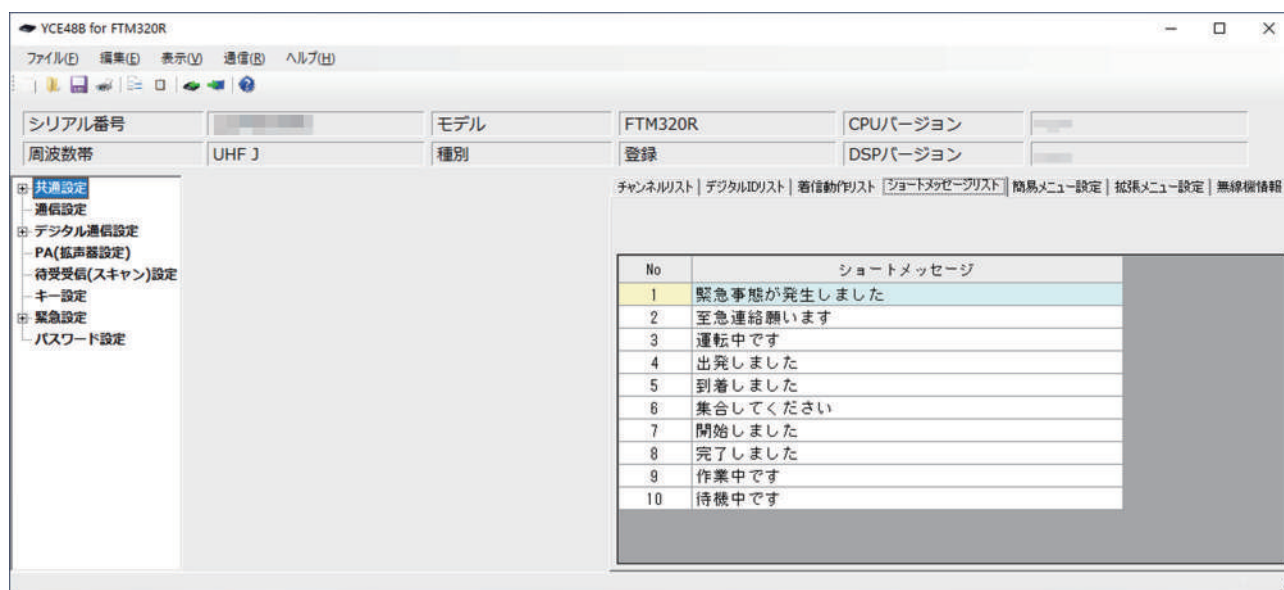 YCE48B for FTM320R
ファイル(F) 編集(E) 表示(V) 通信(R) ヘルプ(H)
シリアル番号 モデル FTM320R CPUバージョン
周波数帯 UHF J 種別 登録 DSPバージョン
共通設定
通信設定
デジタル通信設定
PA(拡声器設定)
待受受信(スキャン)設定
キー設定
緊急設定
パスワード設定
チャンネルリスト デジタルIDリスト 着信動作リスト ショートメッセージリスト 簡易メニュー設定 拡張メニュー設定 無線機情報
No ショートメッセージ
1 緊急事態が発生しました
2 至急連絡願います
3 運転中です
4 出発しました
5 到着しました
6 集合してください
7 開始しました
8 完了しました
9 作業中です
10 待機中です